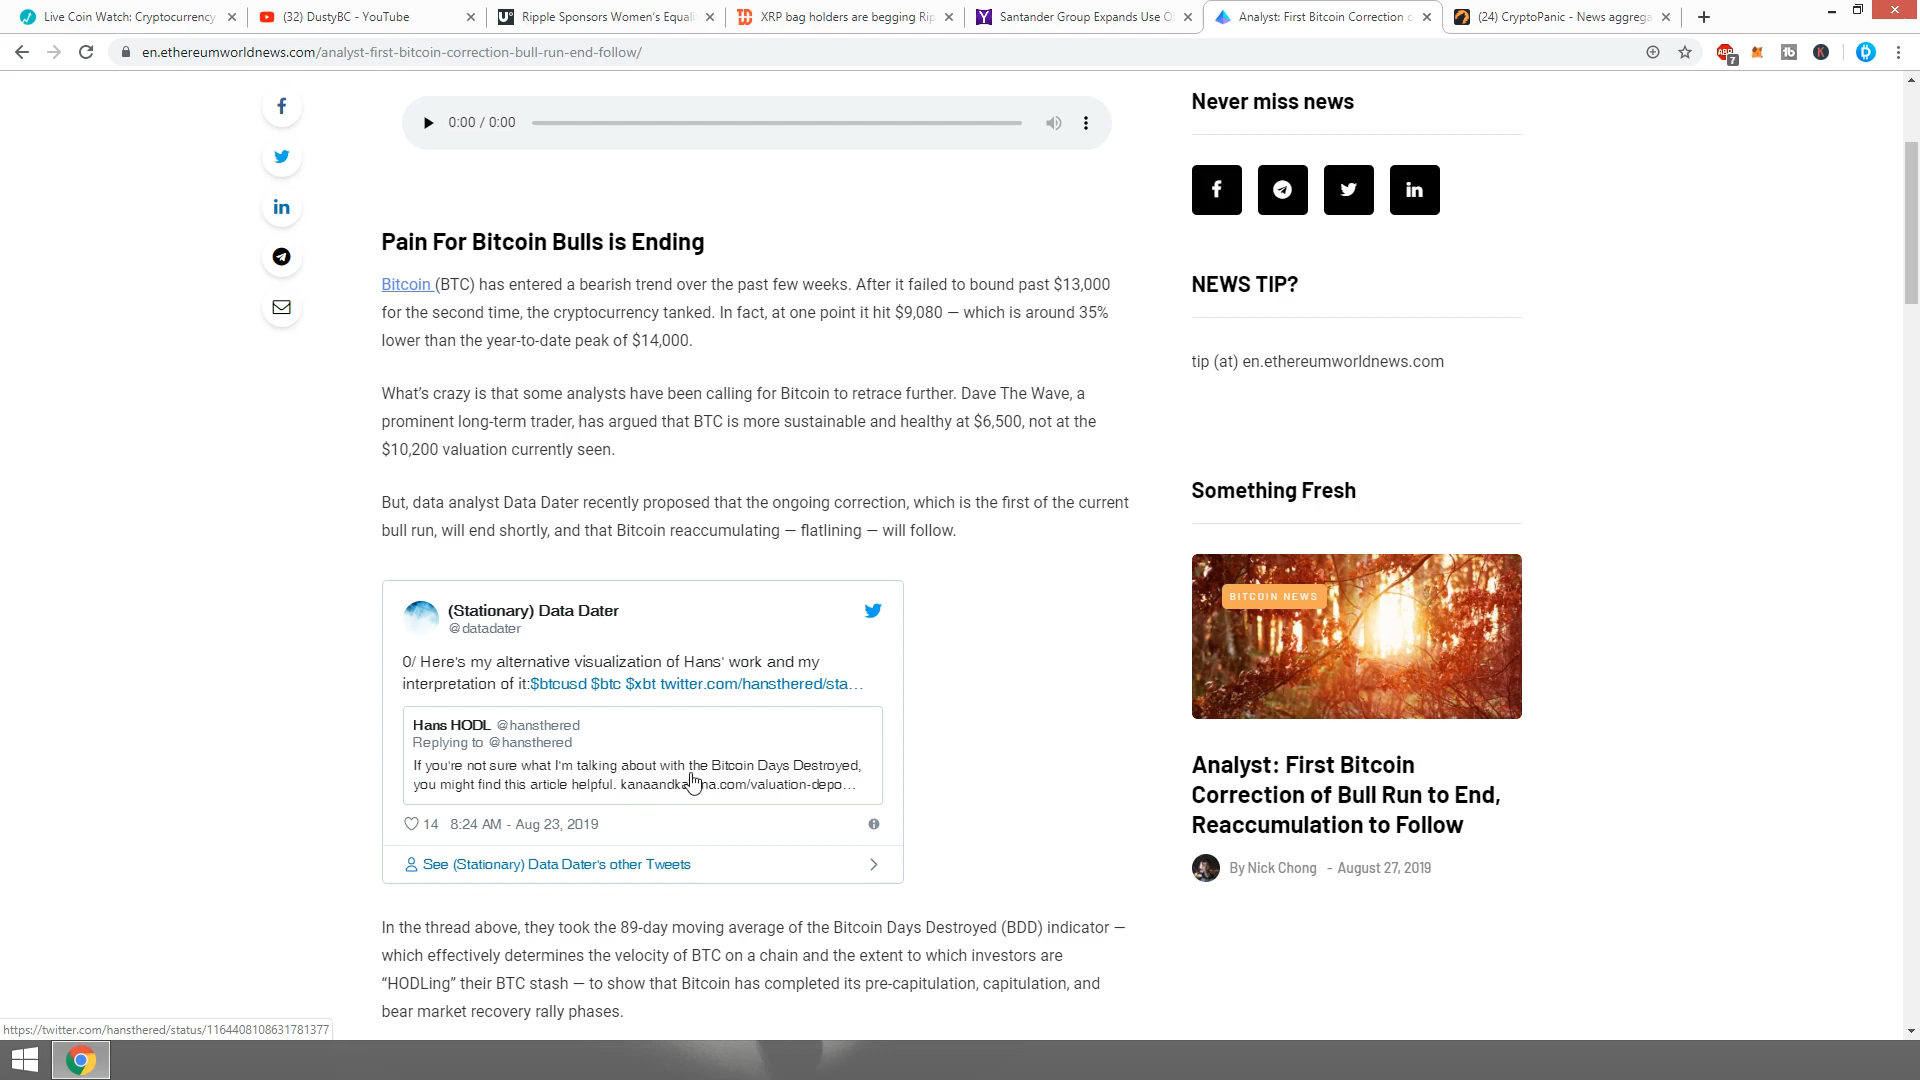 Live Coin Watch: Cryptocurrency
(32) DustyBC - YouTube
Ripple Sponsors Women's Equali
XRP bag holders are begging Rip
Santander Group Expands Use O
Analyst: First Bitcoin Correction o
(24) CryptoPanic - News aggrega
en.ethereumworldnews.com/analyst-first-bitcoin-correction-bull-run-end-follow/
ABP
7
tb
K
0:00 / 0:00
Pain For Bitcoin Bulls is Ending
Bitcoin (BTC) has entered a bearish trend over the past few weeks. After it failed to bound past $13,000
for the second time, the cryptocurrency tanked. In fact, at one point it hit $9,080 — which is around 35%
lower than the year-to-date peak of $14,000.
What's crazy is that some analysts have been calling for Bitcoin to retrace further. Dave The Wave, a
prominent long-term trader, has argued that BTC is more sustainable and healthy at $6,500, not at the
$10,200 valuation currently seen.
But, data analyst Data Dater recently proposed that the ongoing correction, which is the first of the current
bull run, will end shortly, and that Bitcoin reaccumulating — flatlining — will follow.
(Stationary) Data Dater
@datadater
0/ Here's my alternative visualization of Hans' work and my
interpretation of it:$btcusd $btc $xbt twitter.com/hansthered/sta…
Hans HODL @hansthered
Replying to @hansthered
If you're not sure what I'm talking about with the Bitcoin Days Destroyed,
you might find this article helpful. kanaandka na.com/valuation-depo…
14 8:24 AM - Aug 23, 2019
See (Stationary) Data Dater's other Tweets
In the thread above, they took the 89-day moving average of the Bitcoin Days Destroyed (BDD) indicator —
which effectively determines the velocity of BTC on a chain and the extent to which investors are
“HODLing” their BTC stash — to show that Bitcoin has completed its pre-capitulation, capitulation, and
bear market recovery rally phases.
https://twitter.com/hansthered/status/1164408108631781377
Never miss news
NEWS TIP?
tip (at) en.ethereumworldnews.com
Something Fresh
BITCOIN NEWS
Analyst: First Bitcoin
Correction of Bull Run to End,
Reaccumulation to Follow
By Nick Chong - August 27, 2019